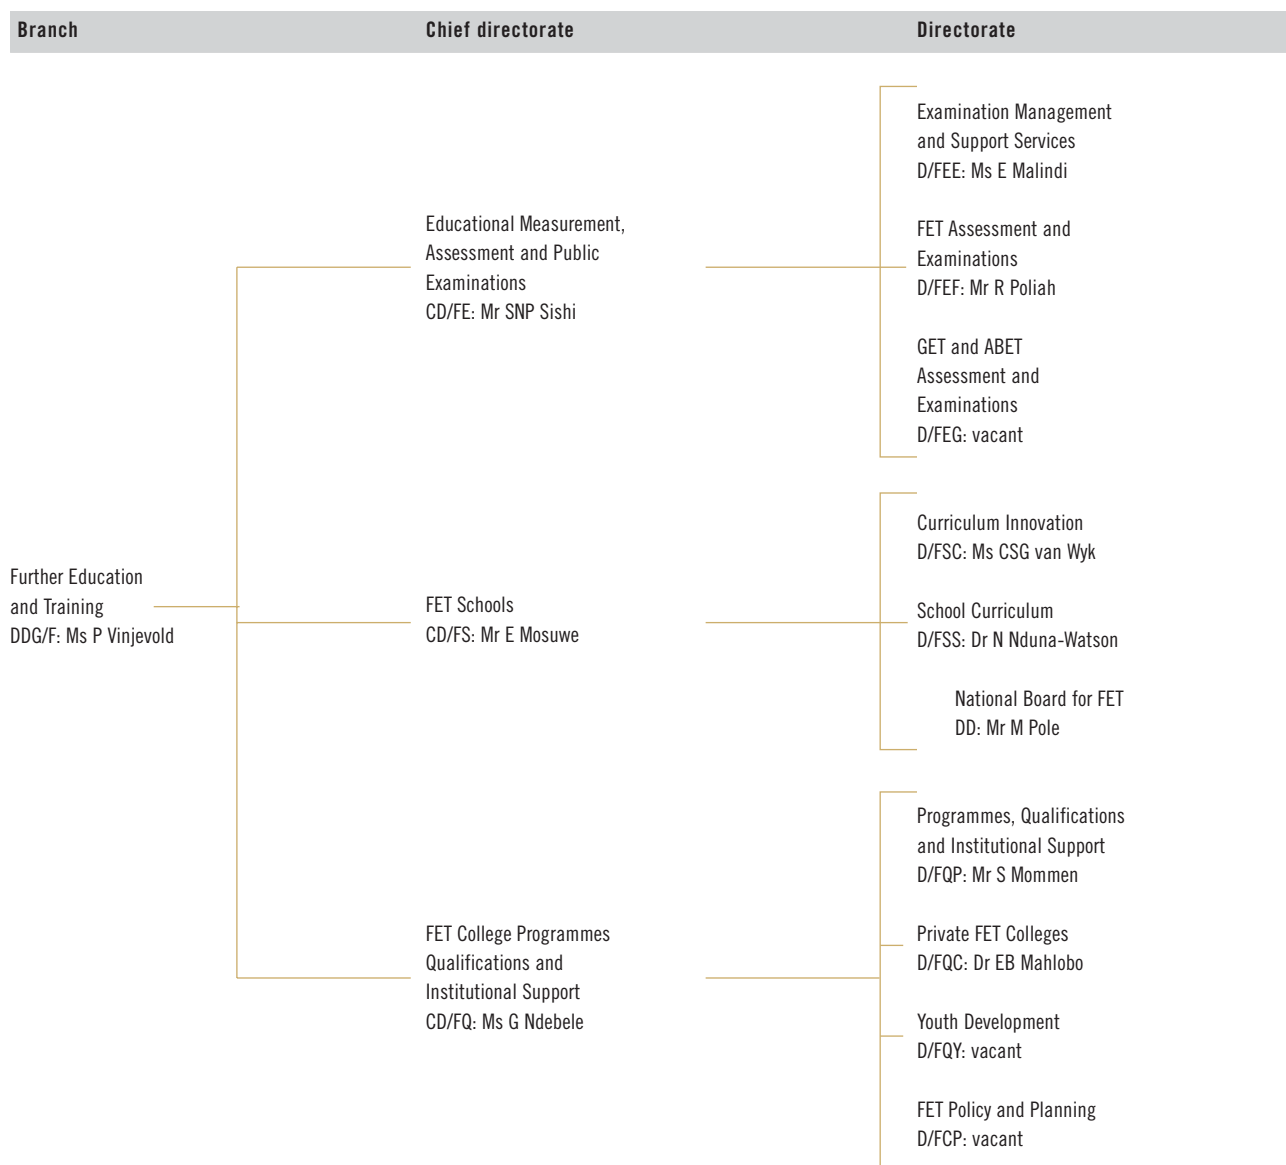 Branch
Chief directorate
Directorate
Further Education
and Training
DDG/F: Ms P Vinjevold
Educational Measurement,
Assessment and Public
Examinations
CD/FE: Mr SNP Sishi
Examination Management
and Support Services
D/FEE: Ms E Malindi
FET Assessment and
Examinations
D/FEF: Mr R Poliah
GET and ABET
Assessment and
Examinations
D/FEG: vacant
FET Schools
CD/FS: Mr E Mosuwe
Curriculum Innovation
D/FSC: Ms CSG van Wyk
School Curriculum
D/FSS: Dr N Nduna-Watson
National Board for FET
DD: Mr M Pole
FET College Programmes
Qualifications and
Institutional Support
CD/FQ: Ms G Ndebele
Programmes, Qualifications
and Institutional Support
D/FQP: Mr S Mommen
Private FET Colleges
D/FQC: Dr EB Mahlobo
Youth Development
D/FQY: vacant
FET Policy and Planning
D/FCP: vacant